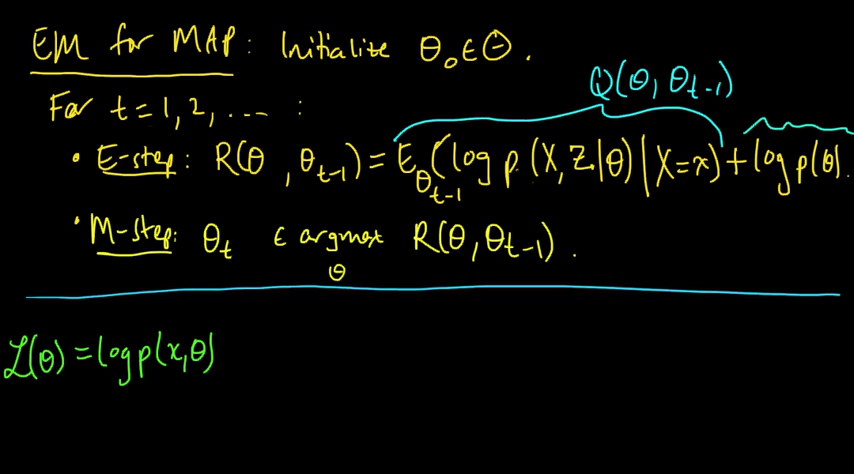 EM for MAP: Initialize θ₀ ∈ Θ.
Q(θ, θₜ₋₁)
For t = 1, 2, ... :
• E-step: R(θ, θₜ₋₁) = E_θₜ₋₁(log p(X, Z|θ) | X=x) + log p(θ).
• M-step: θₜ ∈ argmax R(θ, θₜ₋₁).
θ
ℒ(θ) = log p(x, θ)